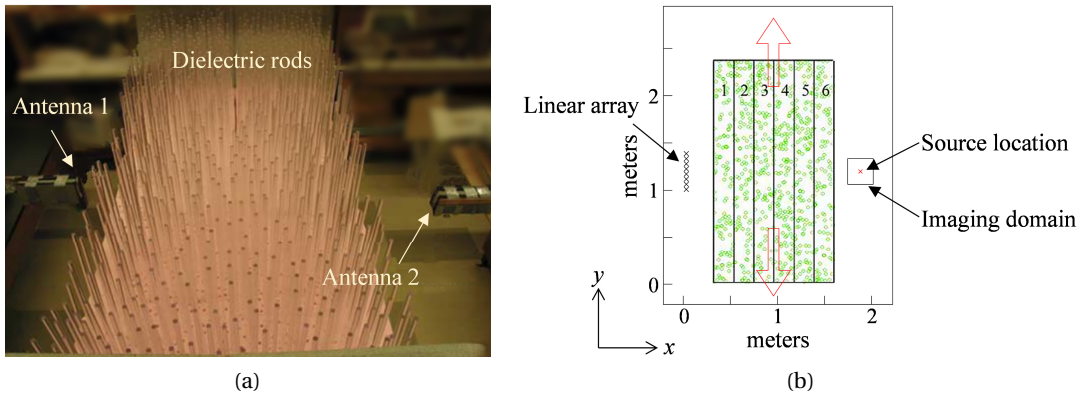 Dielectric rods
Antenna 1
Antenna 2
(a)
Linear array
meters
2
1
0
1 2 3 4 5 6
Source location
Imaging domain
y
x
0 1 2
meters
(b)